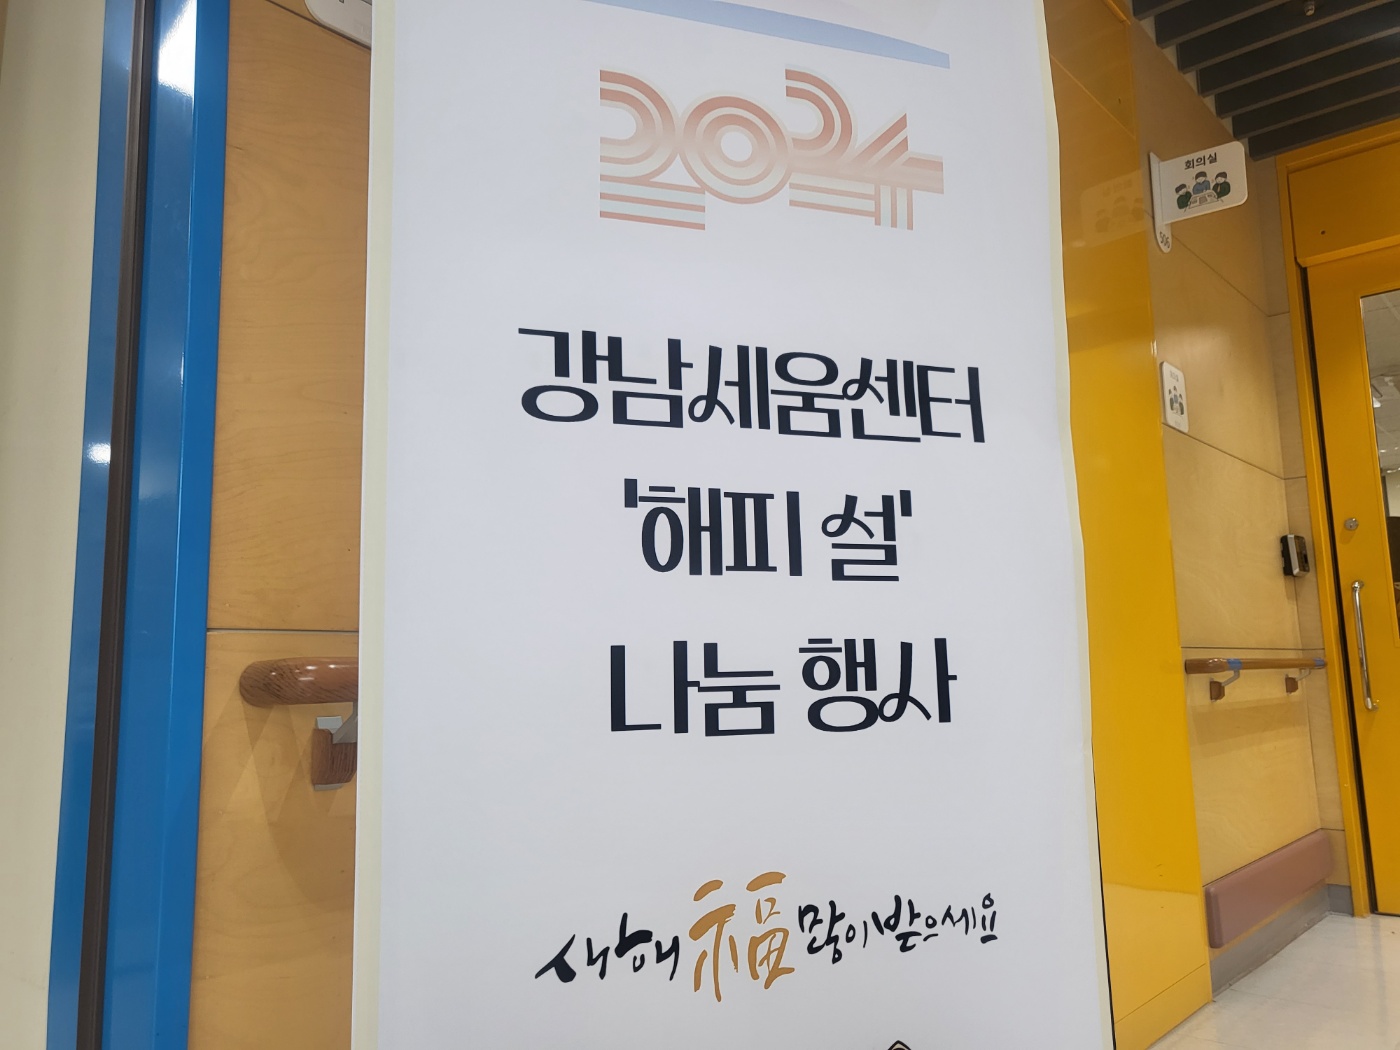 2024
강남세움센터
'해피 설'
나눔 행사
새해 福 많이 받으세요
회의실
506